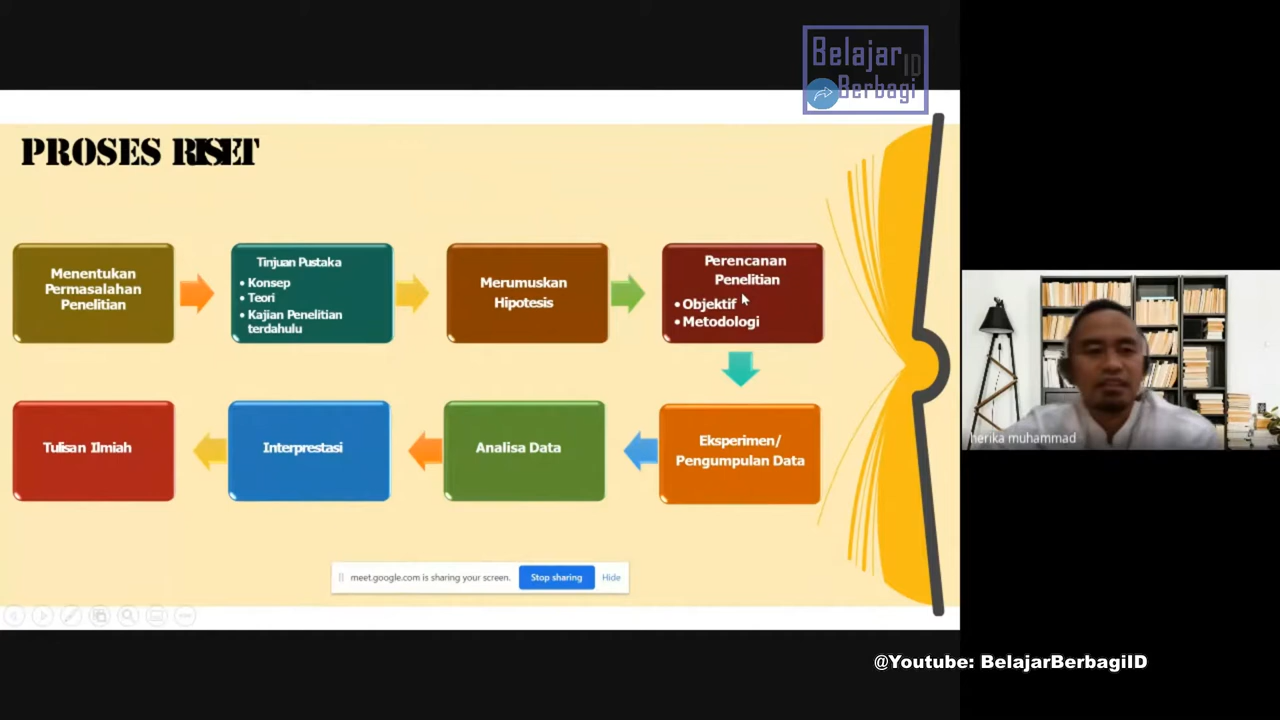 Belajar
ID
Berbagi
PROSES RISET
Menentukan
Permasalahan
Penelitian
Tinjuan Pustaka
• Konsep
• Teori
• Kajian Penelitian
terdahulu
Merumuskan
Hipotesis
Perencanan
Penelitian
• Objektif
• Metodologi
Tulisan Ilmiah
Interprestasi
Analisa Data
Eksperimen/
Pengumpulan Data
herika muhammad
meet.google.com is sharing your screen.
Stop sharing
Hide
@Youtube: BelajarBerbagiID